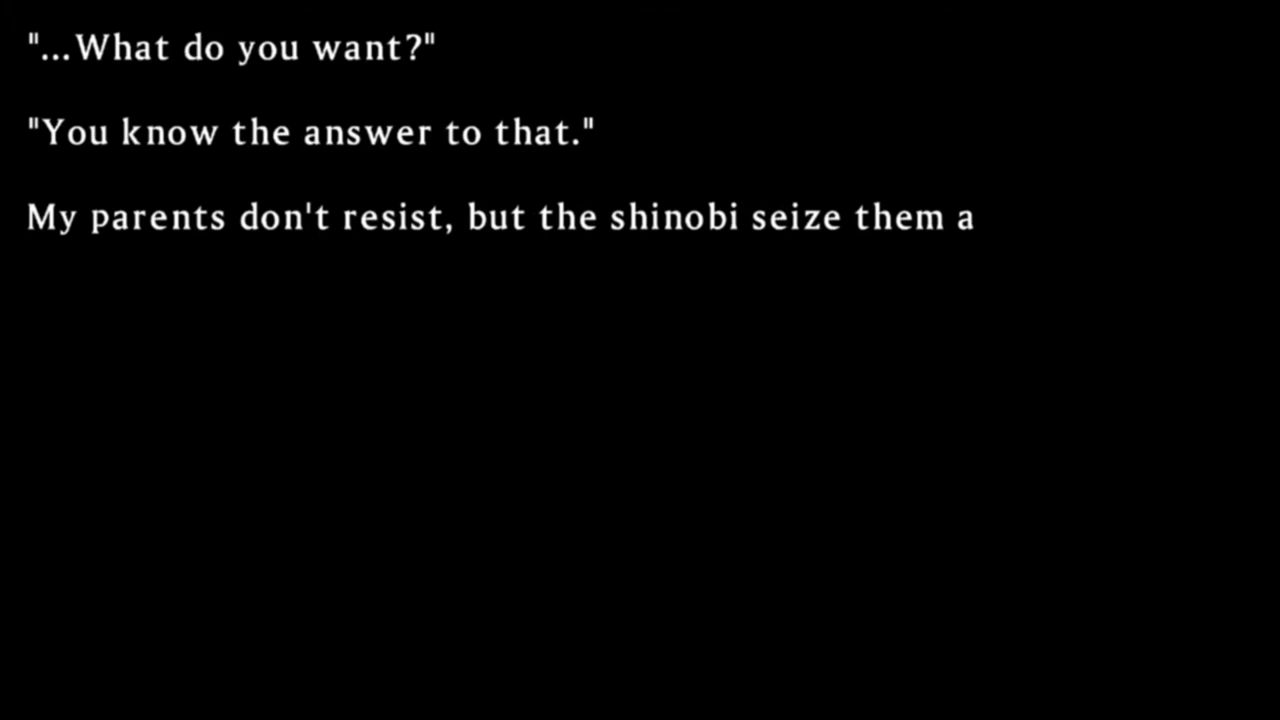 "...What do you want?"
"You know the answer to that."
My parents don't resist, but the shinobi seize them a